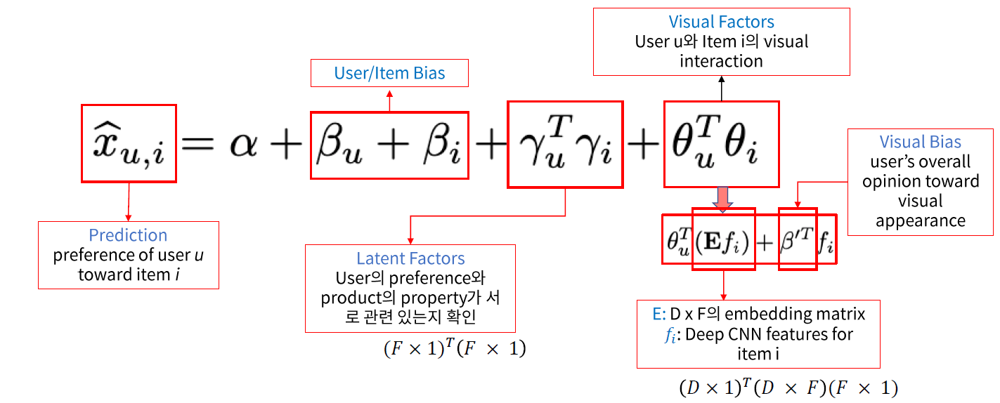 Visual Factors
User u와 Item i의 visual
interaction
User/Item Bias
x̂_{u,i} = α + β_u + β_i + γ_u^T γ_i + θ_u^T θ_i
Visual Bias
user’s overall
opinion toward
visual
appearance
θ_u^T (𝐄f_i) + β′^T f_i
Prediction
preference of user u
toward item i
Latent Factors
User의 preference와
product의 property가 서
로 관련 있는지 확인
(F × 1)^T (F × 1)
E: D x F의 embedding matrix
f_i: Deep CNN features for
item i
(D × 1)^T (D × F)(F × 1)